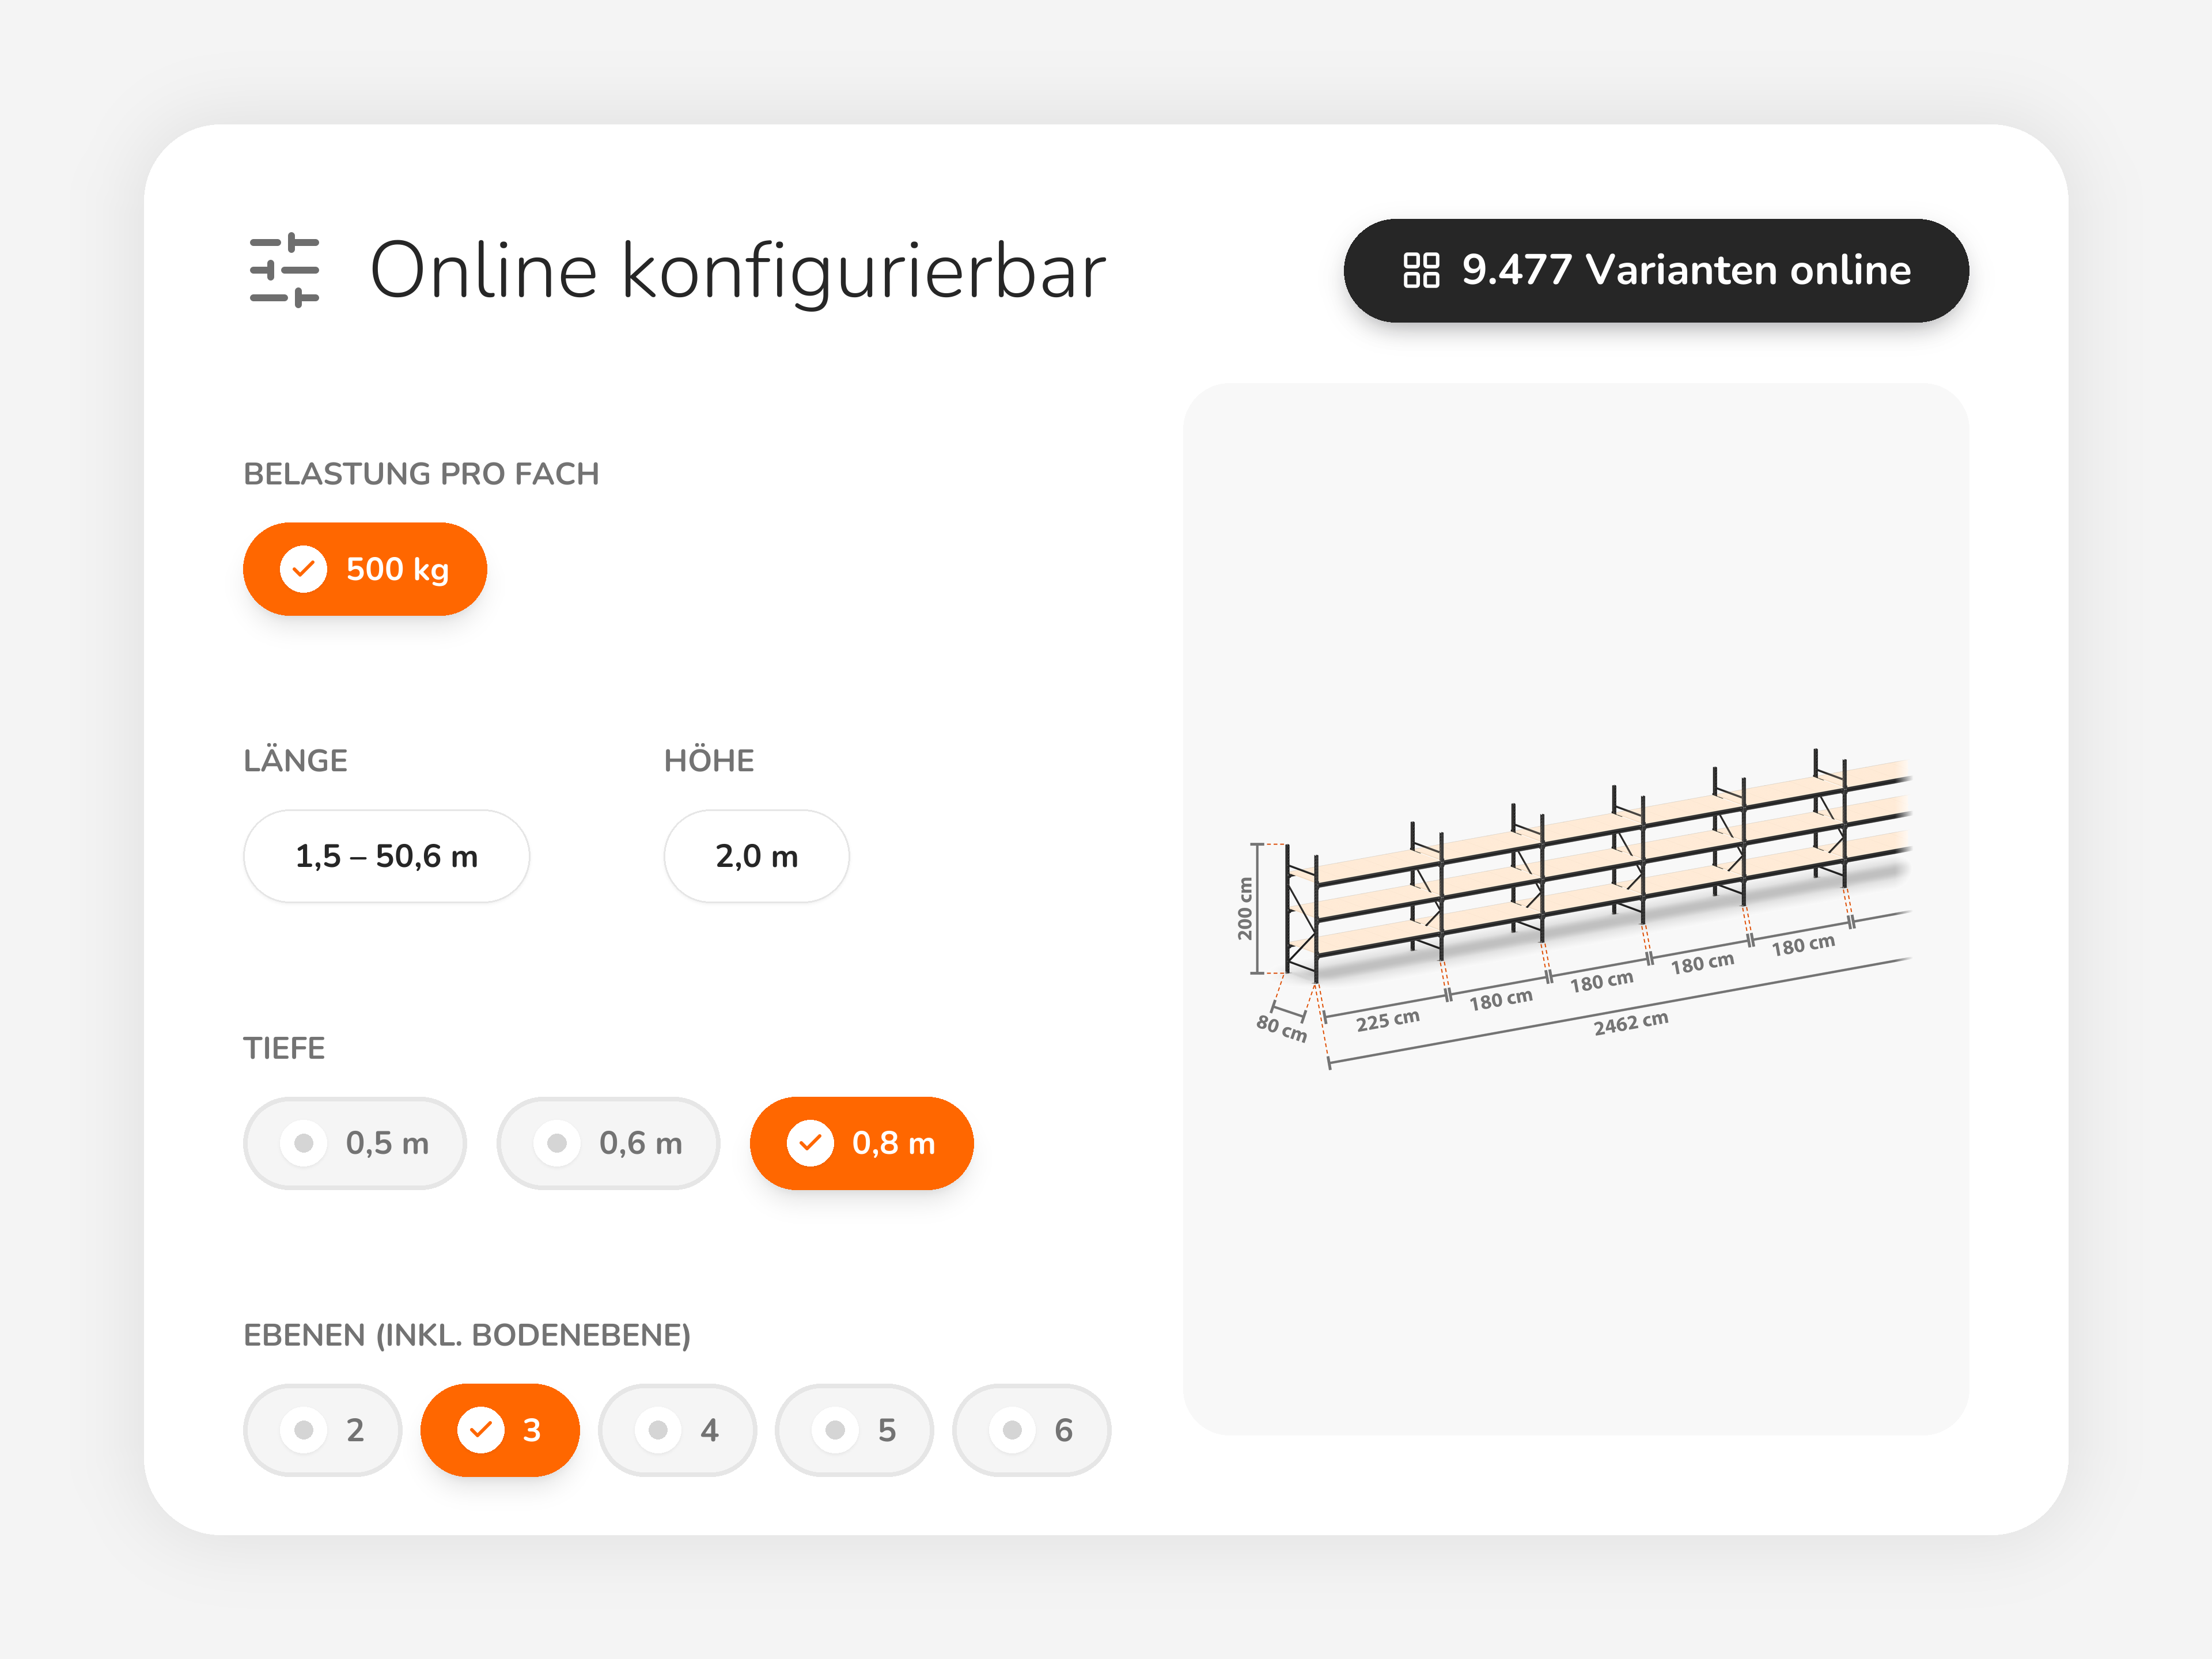 Online konfigurierbar
9.477 Varianten online
BELASTUNG PRO FACH
500 kg
LÄNGE
HÖHE
1,5 – 50,6 m
2,0 m
TIEFE
0,5 m
0,6 m
0,8 m
EBENEN (INKL. BODENEBENE)
2
3
4
5
6
200 cm
80 cm
225 cm
180 cm
180 cm
180 cm
180 cm
2462 cm